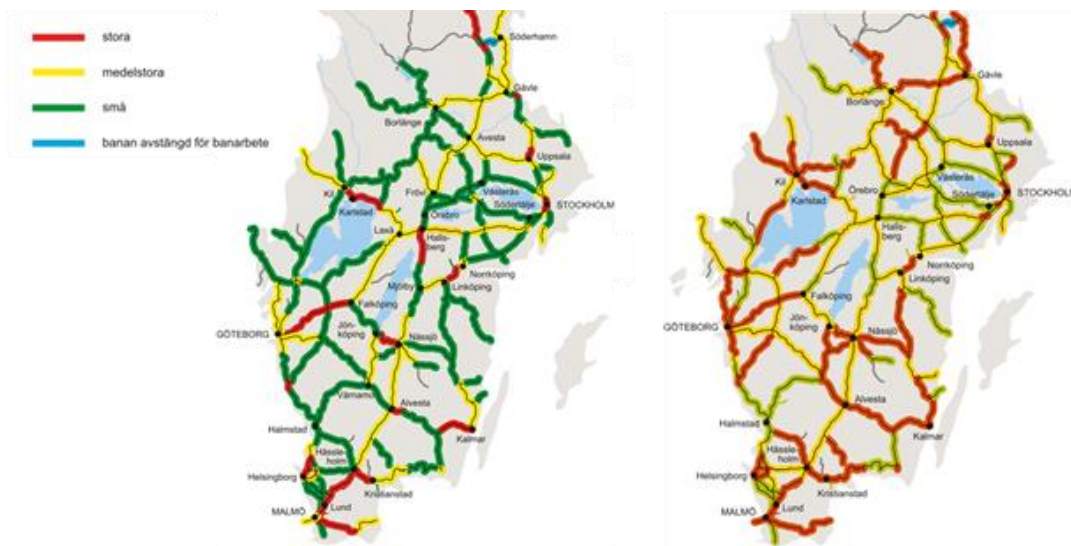 stora
medelstora
små
banan avstängd för banarbete
Söderhamn
Gävle
Borlänge
Avesta
Uppsala
Kil
Karlstad
Frövi
Västerås
Södertälje
STOCKHOLM
Örebro
Laxå
Halls-
berg
Norrköping
Mjölby
Linköping
Falköping
GÖTEBORG
Jön-
köping
Nässjö
Värnamo
Alvesta
Halmstad
Kalmar
Hässle-
holm
Helsingborg
Kristianstad
Lund
MALMÖ
Gävle
Borlänge
Uppsala
Kil
Karlstad
Västerås
Örebro
Södertälje
STOCKHOLM
Halls-
berg
Norrköping
Linköping
Falköping
GÖTEBORG
Jön-
köping
Nässjö
Alvesta
Halmstad
Kalmar
Hässle-
holm
Helsingborg
Kristianstad
Lund
MALMÖ